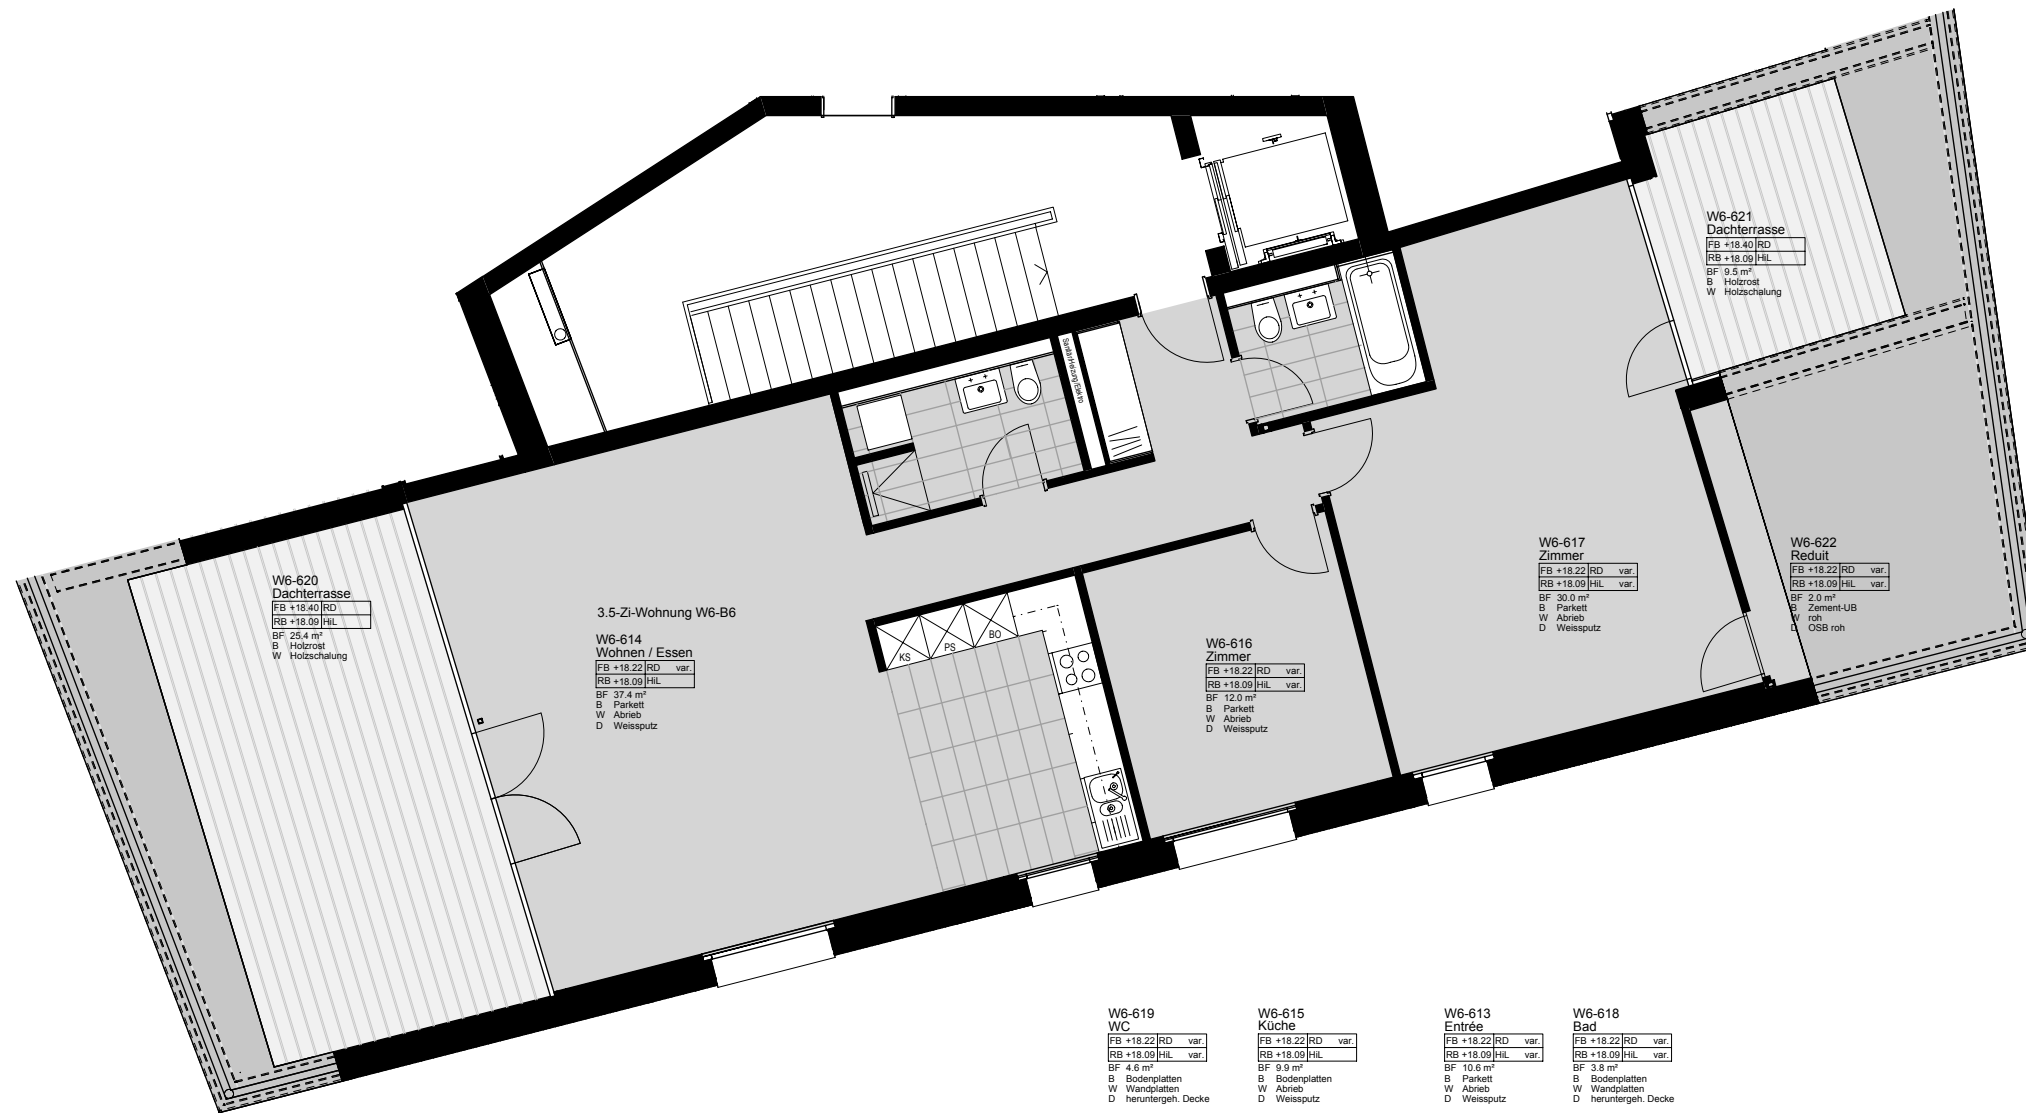 W6-621
Dachterrasse
FB +18.40 RD
RB +18.09 HiL
BF 9.5 m²
B Holzrost
W Holzschalung
Sanitär/Heizung/Elektro
W6-620
Dachterrasse
FB +18.40 RD
RB +18.09 HiL
BF 25.4 m²
B Holzrost
W Holzschalung
3.5-Zi-Wohnung W6-B6
W6-614
Wohnen / Essen
FB +18.22 RD var.
RB +18.09 HiL
BF 37.4 m²
B Parkett
W Abrieb
D Weissputz
KS
PS
BO
W6-616
Zimmer
FB +18.22 RD var.
RB +18.09 HiL var.
BF 12.0 m²
B Parkett
W Abrieb
D Weissputz
W6-617
Zimmer
FB +18.22 RD var.
RB +18.09 HiL var.
BF 30.0 m²
B Parkett
W Abrieb
D Weissputz
W6-622
Reduit
FB +18.22 RD var.
RB +18.09 HiL var.
BF 2.0 m²
B Zement-UB
W roh
D OSB roh
W6-619
WC
FB +18.22 RD var.
RB +18.09 HiL var.
BF 4.6 m²
B Bodenplatten
W Wandplatten
D heruntergeh. Decke
W6-615
Küche
FB +18.22 RD var.
RB +18.09 HiL
BF 9.9 m²
B Bodenplatten
W Abrieb
D Weissputz
W6-613
Entrée
FB +18.22 RD var.
RB +18.09 HiL var.
BF 10.6 m²
B Parkett
W Abrieb
D Weissputz
W6-618
Bad
FB +18.22 RD var.
RB +18.09 HiL var.
BF 3.8 m²
B Bodenplatten
W Wandplatten
D heruntergeh. Decke